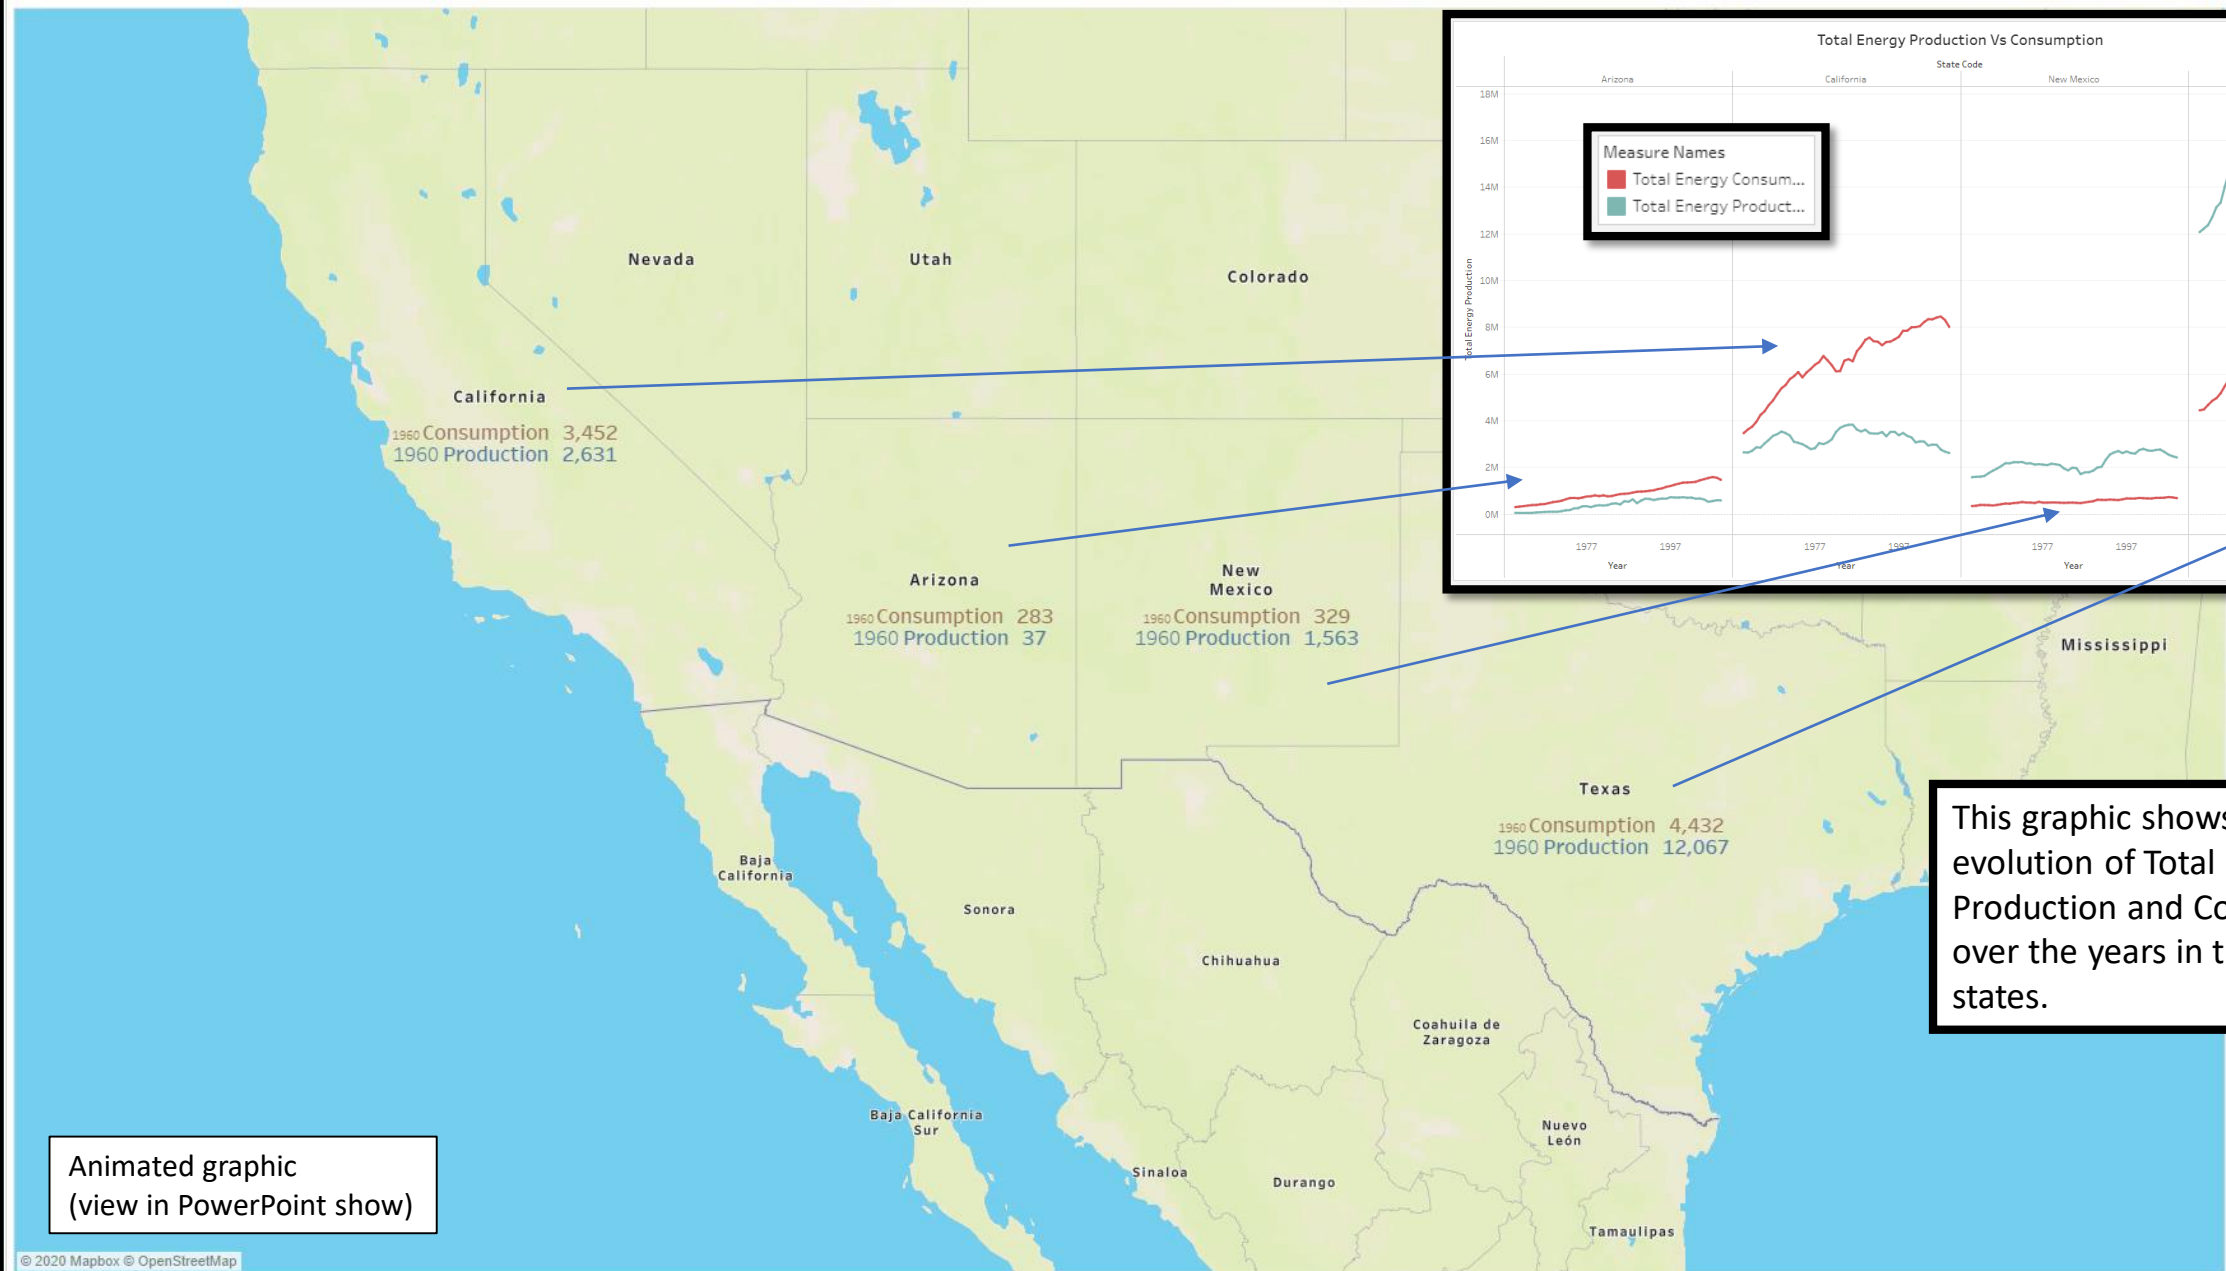 Total Energy Production Vs Consumption
State Code
Arizona California New Mexico
18M
16M
14M
12M
10M
8M
6M
4M
2M
0M
Total Energy Production
Measure Names
Total Energy Consum...
Total Energy Product...
1977 1997 1977 1997 1977 1997
Year Year Year
Nevada
Utah
Colorado
California
1960 Consumption 3,452
1960 Production 2,631
Arizona
1960 Consumption 283
1960 Production 37
New
Mexico
1960 Consumption 329
1960 Production 1,563
Mississippi
Texas
1960 Consumption 4,432
1960 Production 12,067
This graphic shows
evolution of Total
Production and Co
over the years in t
states.
Baja
California
Sonora
Chihuahua
Coahuila de
Zaragoza
Baja California
Sur
Nuevo
León
Sinaloa
Durango
Tamaulipas
Animated graphic
(view in PowerPoint show)
© 2020 Mapbox © OpenStreetMap